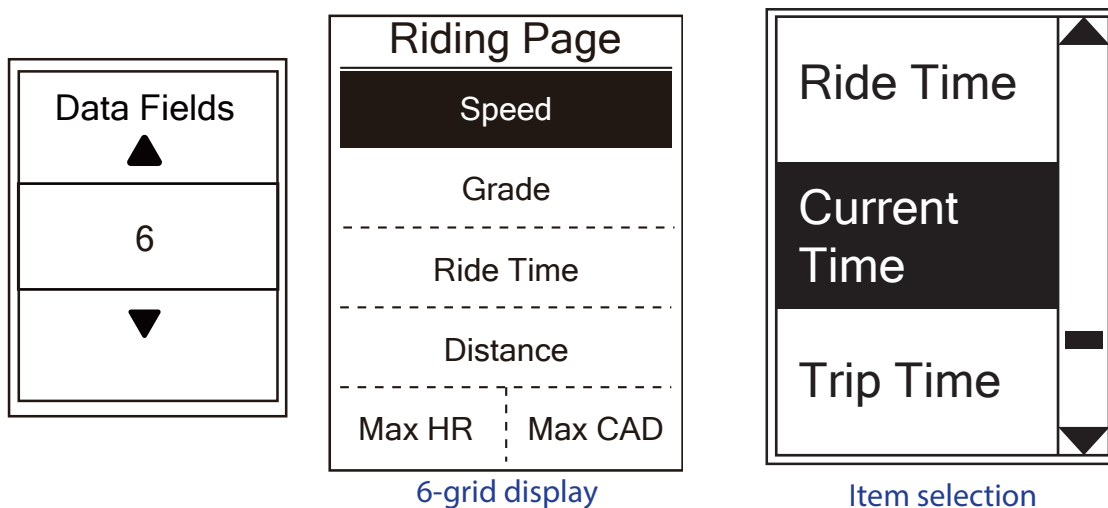 Data Fields
6
Riding Page
Speed
Grade
Ride Time
Distance
Max HR
Max CAD
6-grid display
Ride Time
Current
Time
Trip Time
Item selection